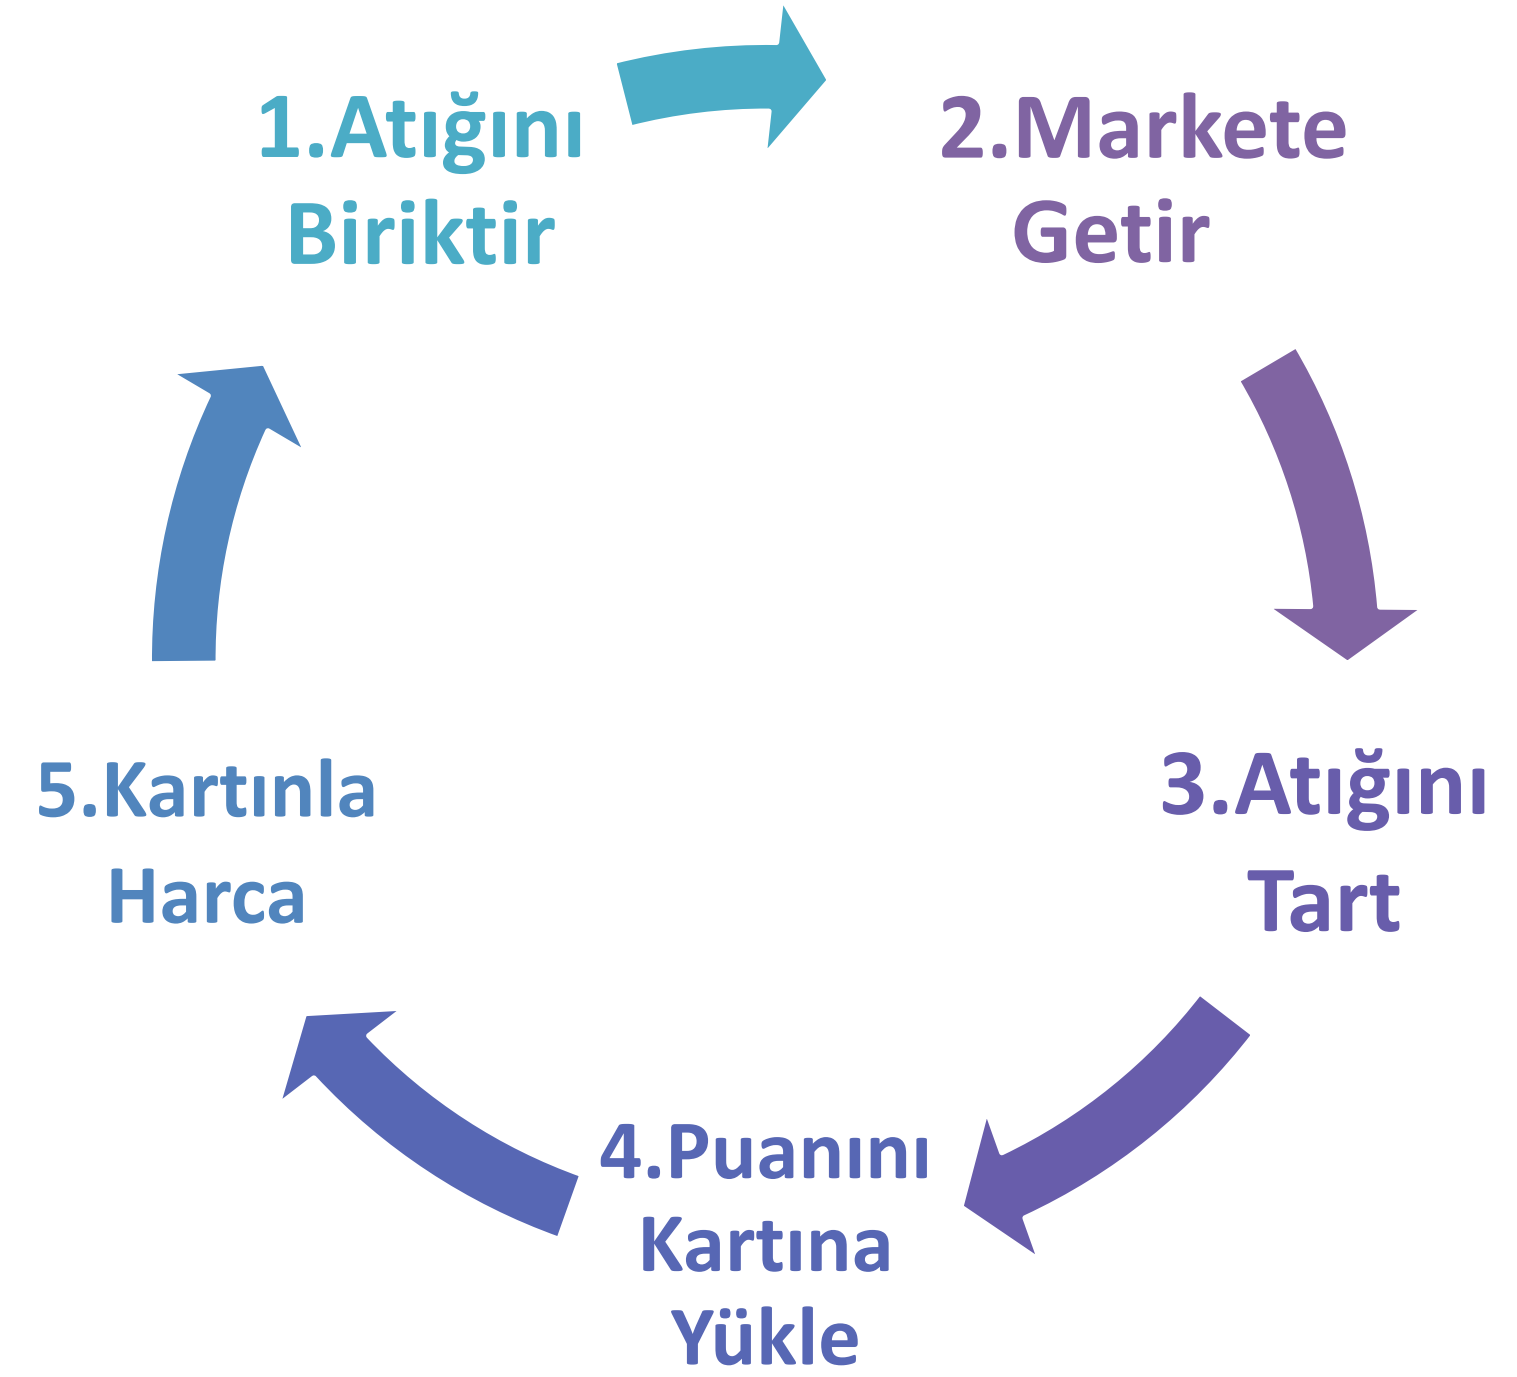 1.Atığını
Biriktir
2.Markete
Getir
3.Atığını
Tart
4.Puanını
Kartına
Yükle
5.Kartınla
Harca